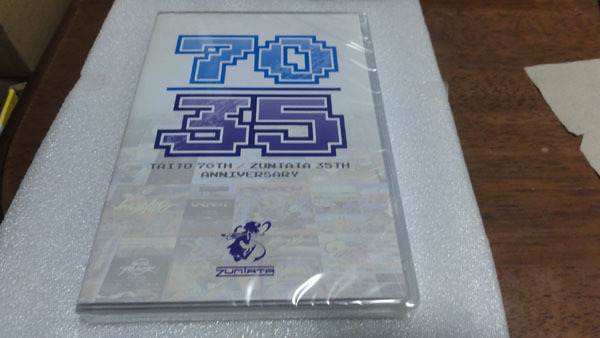 70
35
TAITO 70TH / ZUNTATA 35TH
ANNIVERSARY
ZUNTATA